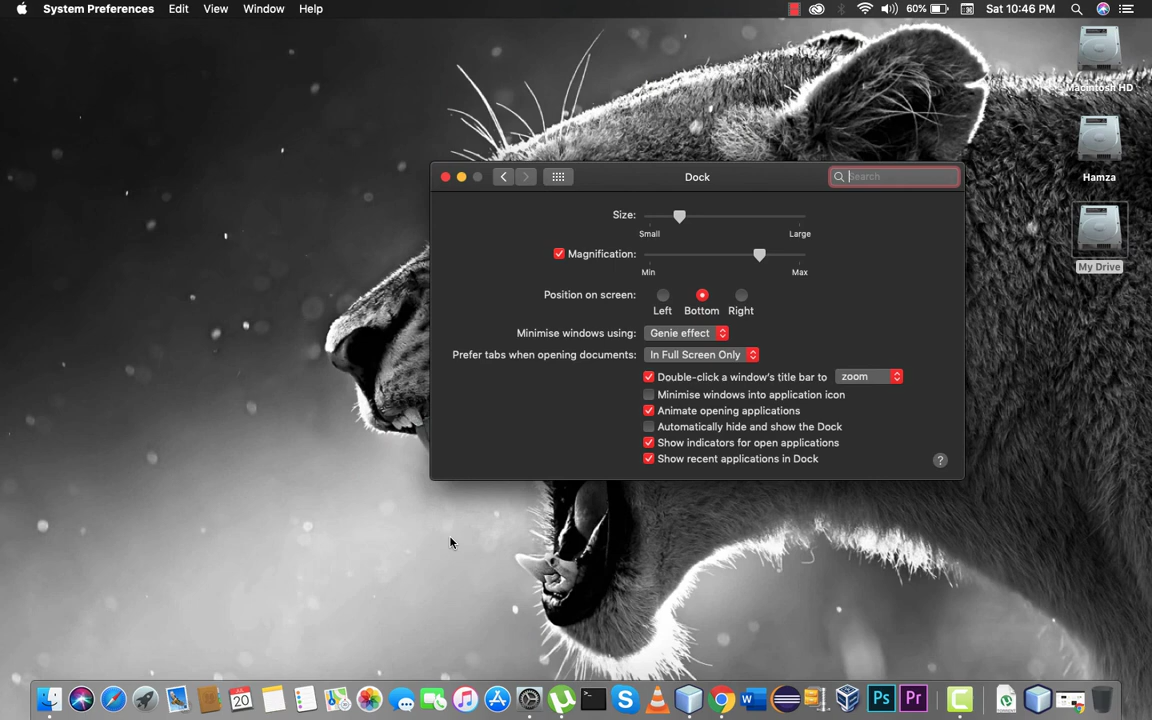 System Preferences Edit View Window Help
60% Sat 10:46 PM
Macintosh HD
Hamza
My Drive
Dock
Search
Size:
Small Large
Magnification:
Min Max
Position on screen:
Left Bottom Right
Minimise windows using: Genie effect
Prefer tabs when opening documents: In Full Screen Only
Double-click a window's title bar to zoom
Minimise windows into application icon
Animate opening applications
Automatically hide and show the Dock
Show indicators for open applications
Show recent applications in Dock
?
20
S
W
Ps
Pr
C